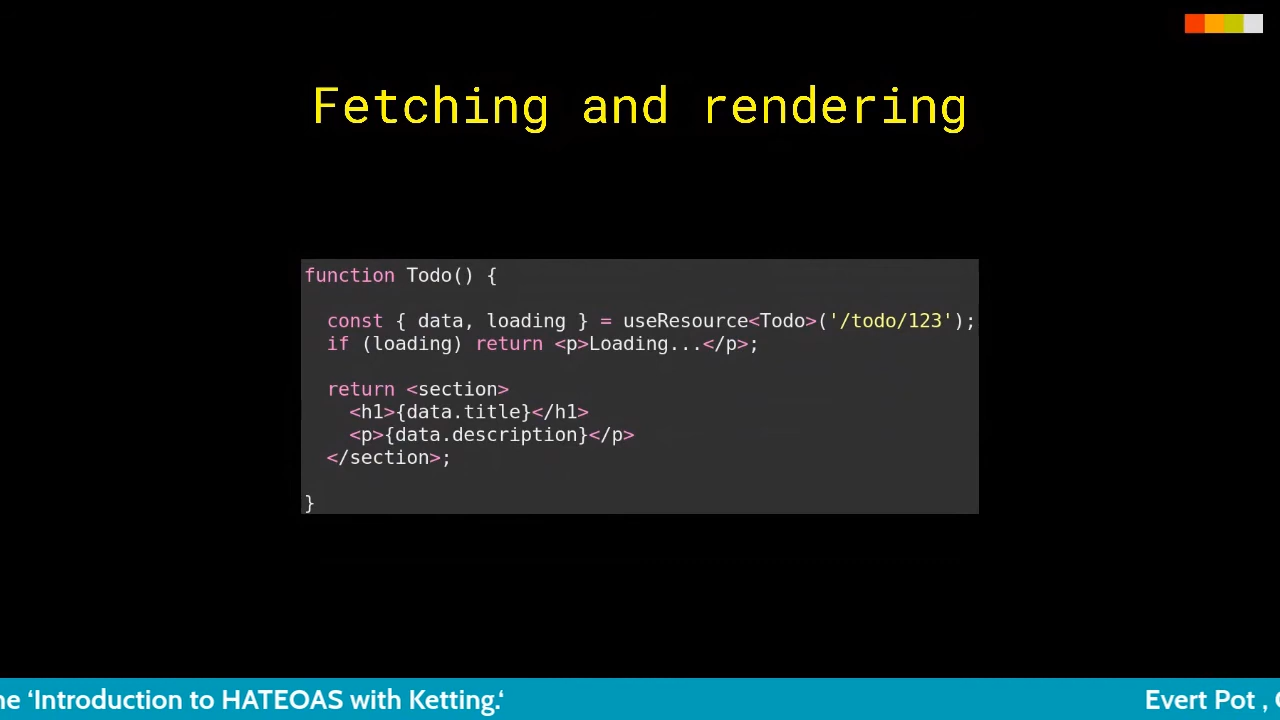 Fetching and rendering
function Todo() {
const { data, loading } = useResource<Todo>('/todo/123');
if (loading) return <p>Loading...</p>;
return <section>
<h1>{data.title}</h1>
<p>{data.description}</p>
</section>;
}
‘Introduction to HATEOAS with Ketting.‘
Evert Pot ,